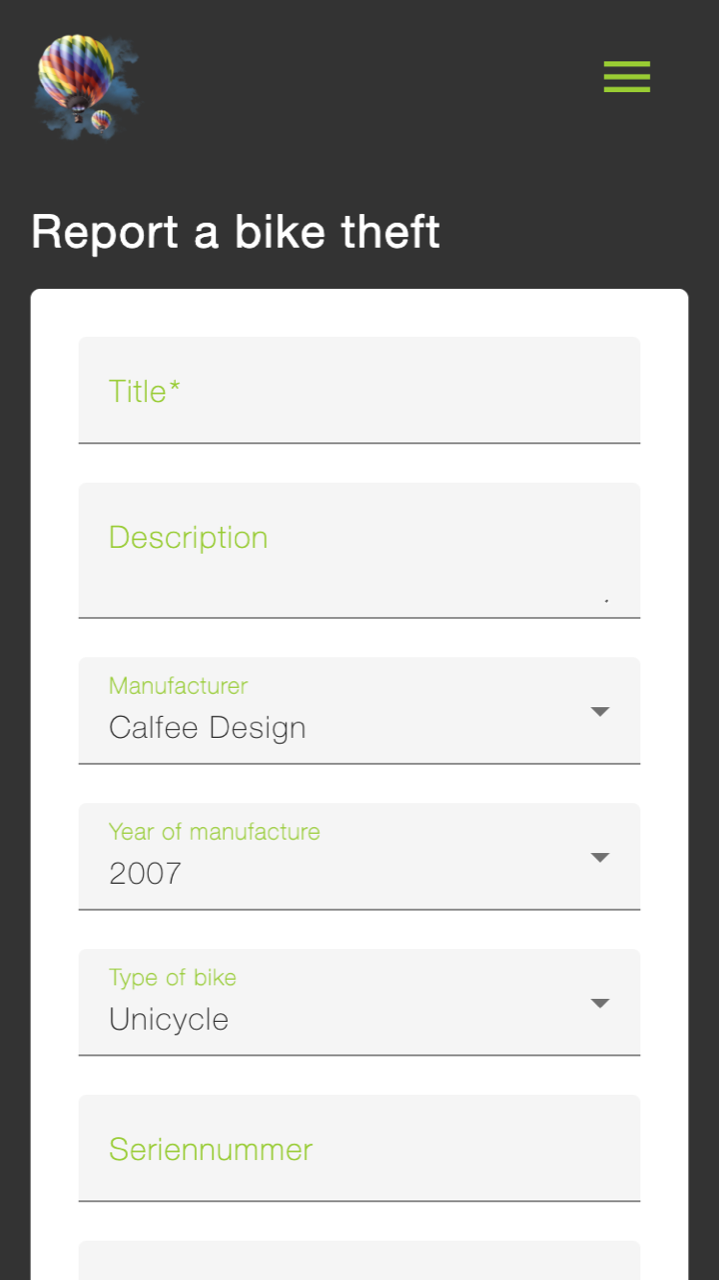 Report a bike theft
Title*
Description
Manufacturer
Calfee Design
Year of manufacture
2007
Type of bike
Unicycle
Seriennummer